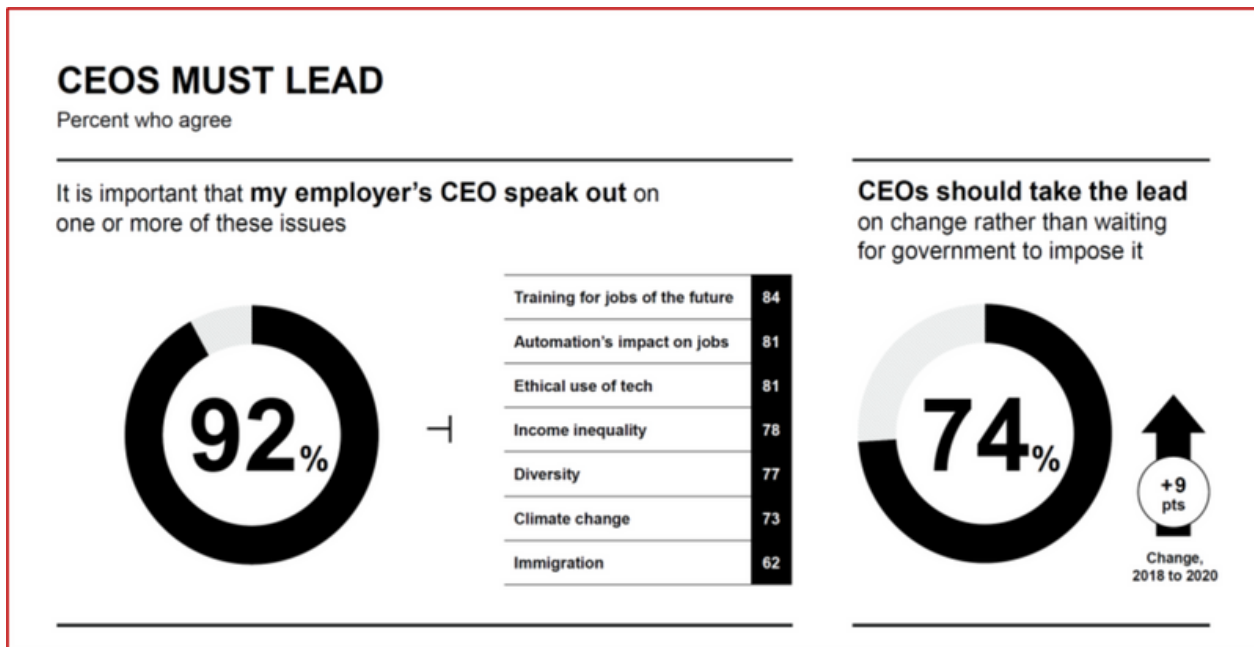 CEOS MUST LEAD
Percent who agree
It is important that my employer’s CEO speak out on
one or more of these issues
92%
Training for jobs of the future 84
Automation’s impact on jobs 81
Ethical use of tech 81
Income inequality 78
Diversity 77
Climate change 73
Immigration 62
CEOs should take the lead
on change rather than waiting
for government to impose it
74%
+9
pts
Change,
2018 to 2020